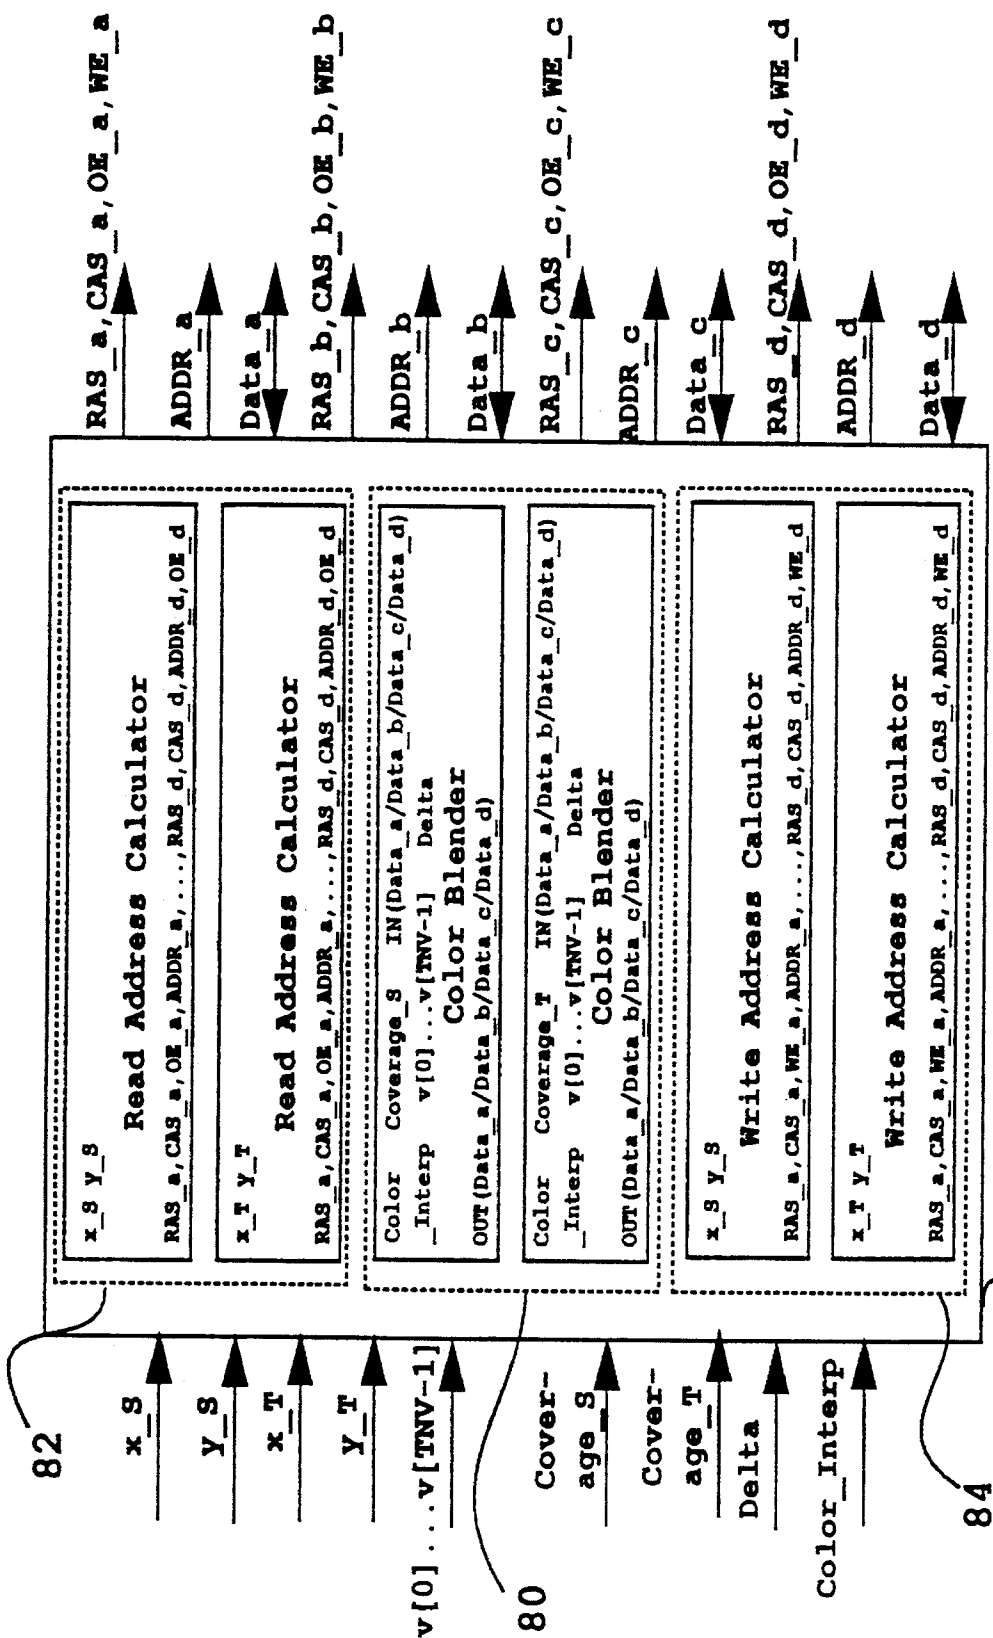 82
x_S
y_S
x_T
y_T
v[0]...v[TNV-1]
80
Cover-
age_S
Cover-
age_T
Delta
Color_Interp
84
x_S y_S
Read Address Calculator
RAS_a,CAS_a,OE_a,ADDR_a,...,RAS_d,CAS_d,ADDR_d,OE_d
x_T y_T
Read Address Calculator
RAS_a,CAS_a,OE_a,ADDR_a,...,RAS_d,CAS_d,ADDR_d,OE_d
Color Coverage_S IN(Data_a/Data_b/Data_c/Data_d)
_Interp v[0]...v[TNV-1] Delta
Color Blender
OUT(Data_a/Data_b/Data_c/Data_d)
Color Coverage_T IN(Data_a/Data_b/Data_c/Data_d)
_Interp v[0]...v[TNV-1] Delta
Color Blender
OUT(Data_a/Data_b/Data_c/Data_d)
x_S y_S
Write Address Calculator
RAS_a,CAS_a,WE_a,ADDR_a,...,RAS_d,CAS_d,ADDR_d,WE_d
x_T y_T
Write Address Calculator
RAS_a,CAS_a,WE_a,ADDR_a,...,RAS_d,CAS_d,ADDR_d,WE_d
RAS_a,CAS_a,OE_a,WE_a
ADDR_a
Data_a
RAS_b,CAS_b,OE_b,WE_b
ADDR_b
Data_b
RAS_c,CAS_c,OE_c,WE_c
ADDR_c
Data_c
RAS_d,CAS_d,OE_d,WE_d
ADDR_d
Data_d